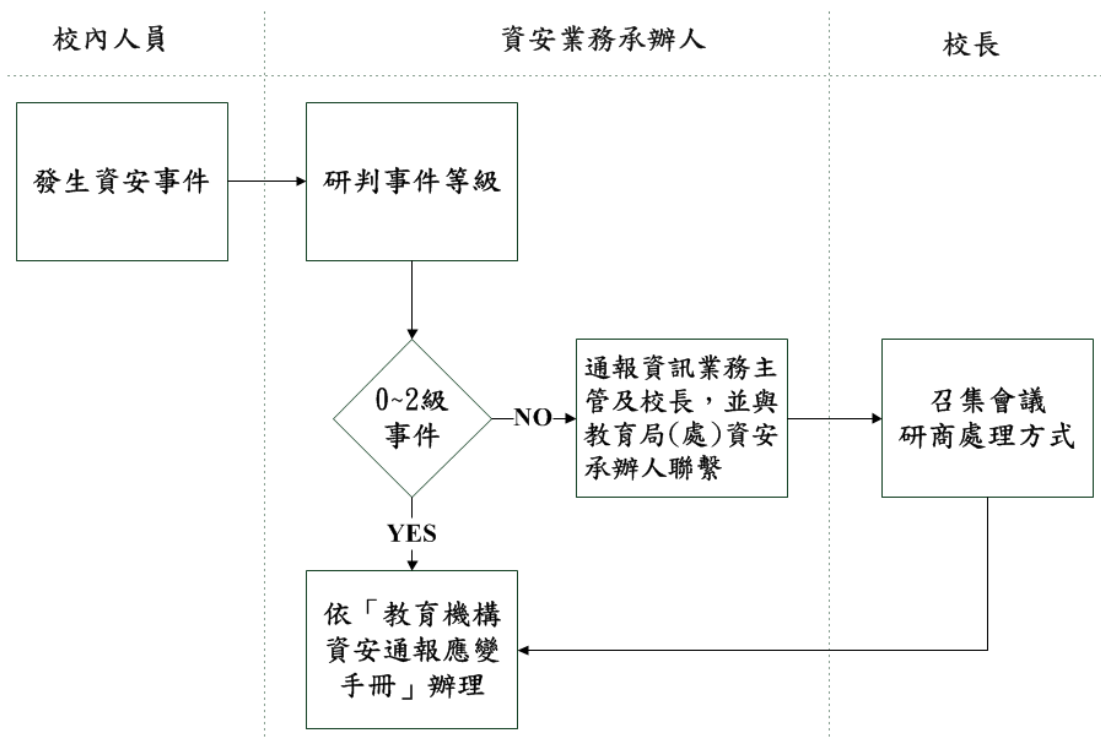 校內人員
資安業務承辦人
校長
發生資安事件
研判事件等級
0~2級
事件
NO
通報資訊業務主
管及校長，並與
教育局(處)資安
承辦人聯繫
召集會議
研商處理方式
YES
依「教育機構
資安通報應變
手冊」辦理